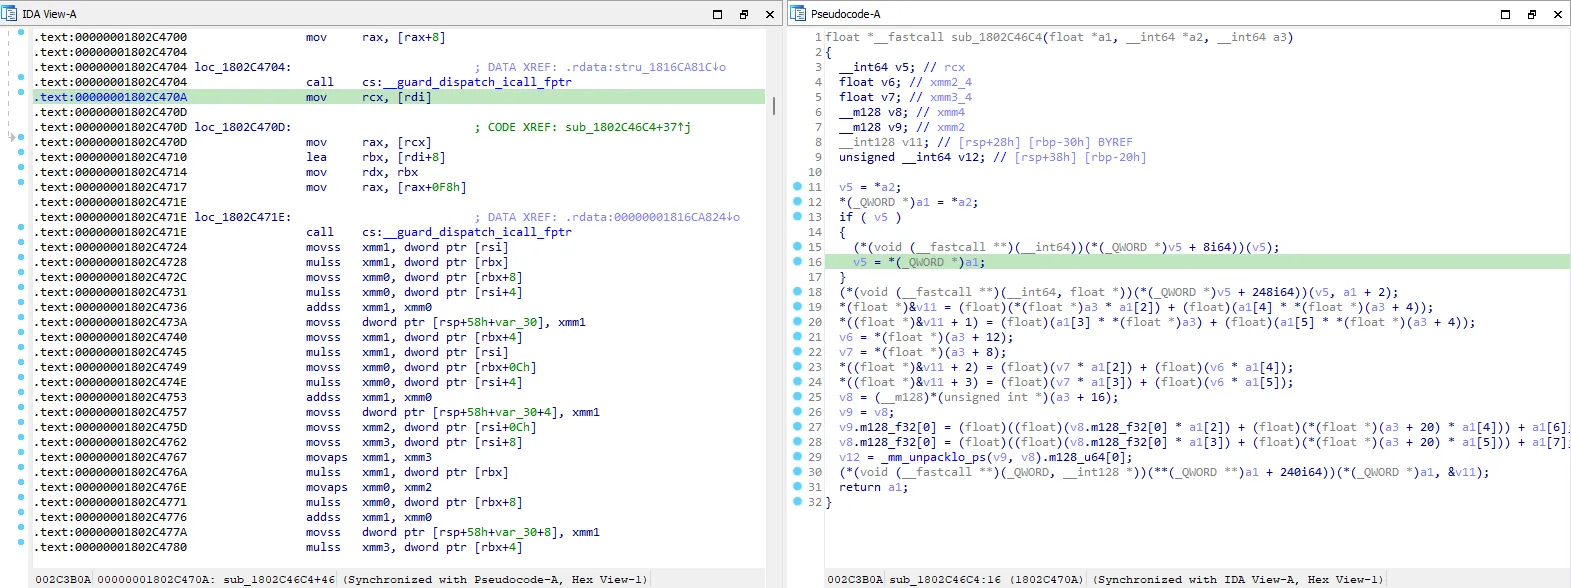 IDA View-A
.text:00000001802C4700 mov rax, [rax+8]
.text:00000001802C4704
.text:00000001802C4704 loc_1802C4704: ; DATA XREF: .rdata:stru_1816CA81C↓o
.text:00000001802C4704 call cs:__guard_dispatch_icall_fptr
.text:00000001802C470A mov rcx, [rdi]
.text:00000001802C470D
.text:00000001802C470D loc_1802C470D: ; CODE XREF: sub_1802C46C4+37↑j
.text:00000001802C470D mov rax, [rcx]
.text:00000001802C4710 lea rbx, [rdi+8]
.text:00000001802C4714 mov rdx, rbx
.text:00000001802C4717 mov rax, [rax+0F8h]
.text:00000001802C471E
.text:00000001802C471E loc_1802C471E: ; DATA XREF: .rdata:00000001816CA824↓o
.text:00000001802C471E call cs:__guard_dispatch_icall_fptr
.text:00000001802C4724 movss xmm1, dword ptr [rsi]
.text:00000001802C4728 mulss xmm1, dword ptr [rbx]
.text:00000001802C472C movss xmm0, dword ptr [rbx+8]
.text:00000001802C4731 mulss xmm0, dword ptr [rsi+4]
.text:00000001802C4736 addss xmm1, xmm0
.text:00000001802C473A movss dword ptr [rsp+58h+var_30], xmm1
.text:00000001802C4740 movss xmm1, dword ptr [rbx+4]
.text:00000001802C4745 mulss xmm1, dword ptr [rsi]
.text:00000001802C4749 movss xmm0, dword ptr [rbx+0Ch]
.text:00000001802C474E mulss xmm0, dword ptr [rsi+4]
.text:00000001802C4753 addss xmm1, xmm0
.text:00000001802C4757 movss dword ptr [rsp+58h+var_30+4], xmm1
.text:00000001802C475D movss xmm2, dword ptr [rsi+0Ch]
.text:00000001802C4762 movss xmm3, dword ptr [rsi+8]
.text:00000001802C4767 movaps xmm1, xmm3
.text:00000001802C476A mulss xmm1, dword ptr [rbx]
.text:00000001802C476E movaps xmm0, xmm2
.text:00000001802C4771 mulss xmm0, dword ptr [rbx+8]
.text:00000001802C4776 addss xmm1, xmm0
.text:00000001802C477A movss dword ptr [rsp+58h+var_30+8], xmm1
.text:00000001802C4780 mulss xmm3, dword ptr [rbx+4]
002C3B0A 00000001802C470A: sub_1802C46C4+46 (Synchronized with Pseudocode-A, Hex View-1)
Pseudocode-A
1 float *__fastcall sub_1802C46C4(float *a1, __int64 *a2, __int64 a3)
2 {
3 __int64 v5; // rcx
4 float v6; // xmm2_4
5 float v7; // xmm3_4
6 __m128 v8; // xmm4
7 __m128 v9; // xmm2
8 __int128 v11; // [rsp+28h] [rbp-30h] BYREF
9 unsigned __int64 v12; // [rsp+38h] [rbp-20h]
10
11 v5 = *a2;
12 *(_QWORD *)a1 = *a2;
13 if ( v5 )
14 {
15 (*(void (__fastcall **)(__int64))(*(_QWORD *)v5 + 8i64))(v5);
16 v5 = *(_QWORD *)a1;
17 }
18 (*(void (__fastcall **)(__int64, float *))(*(_QWORD *)v5 + 248i64))(v5, a1 + 2);
19 *(float *)&v11 = (float)(*(float *)a3 * a1[2]) + (float)(a1[4] * *(float *)(a3 + 4));
20 *((float *)&v11 + 1) = (float)(a1[3] * *(float *)a3) + (float)(a1[5] * *(float *)(a3 + 4));
21 v6 = *(float *)(a3 + 12);
22 v7 = *(float *)(a3 + 8);
23 *((float *)&v11 + 2) = (float)(v7 * a1[2]) + (float)(v6 * a1[4]);
24 *((float *)&v11 + 3) = (float)(v7 * a1[3]) + (float)(v6 * a1[5]);
25 v8 = (__m128)*(unsigned int *)(a3 + 16);
26 v9 = v8;
27 v9.m128_f32[0] = (float)((float)(v8.m128_f32[0] * a1[2]) + (float)(*(float *)(a3 + 20) * a1[4])) + a1[6];
28 v8.m128_f32[0] = (float)((float)(v8.m128_f32[0] * a1[3]) + (float)(*(float *)(a3 + 20) * a1[5])) + a1[7];
29 v12 = _mm_unpacklo_ps(v9, v8).m128_u64[0];
30 (*(void (__fastcall **)(_QWORD, __int128 *))(**(_QWORD **)a1 + 240i64))(*(_QWORD *)a1, &v11);
31 return a1;
32 }
002C3B0A sub_1802C46C4:16 (1802C470A) (Synchronized with IDA View-A, Hex View-1)